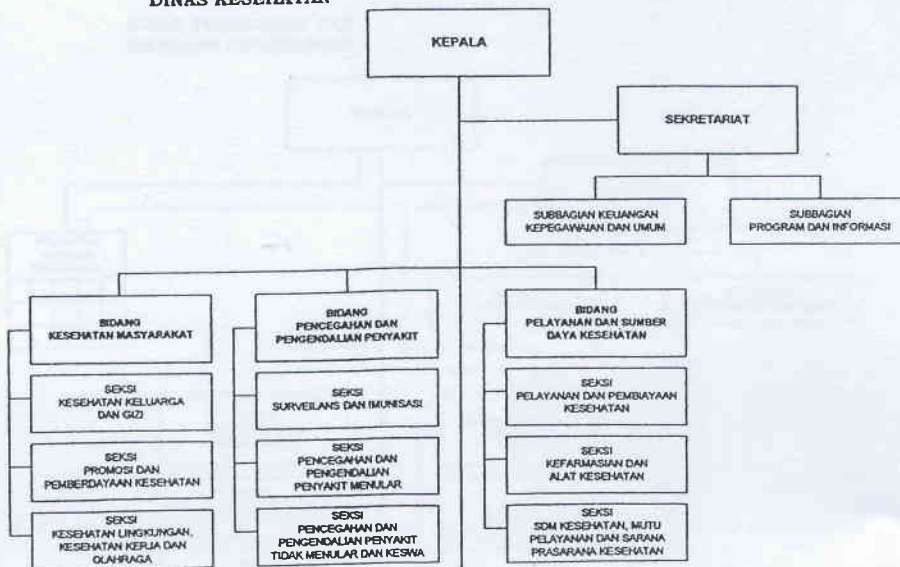 DINAS KESEHATAN
KEPALA
SEKRETARIAT
SUBBAGIAN KEUANGAN
KEPEGAWAIAN DAN UMUM
SUBBAGIAN
PROGRAM DAN INFORMASI
BIDANG
KESEHATAN MASYARAKAT
SEKSI
KESEHATAN KELUARGA
DAN GIZI
SEKSI
PROMOSI DAN
PEMBERDAYAAN KESEHATAN
SEKSI
KESEHATAN LINGKUNGAN,
KESEHATAN KERJA DAN
OLAHRAGA
BIDANG
PENCEGAHAN DAN
PENGENDALIAN PENYAKIT
SEKSI
SURVEILANS DAN IMUNISASI
SEKSI
PENCEGAHAN DAN
PENGENDALIAN
PENYAKIT MENULAR
SEKSI
PENCEGAHAN DAN
PENGENDALIAN PENYAKIT
TIDAK MENULAR DAN KESWA
BIDANG
PELAYANAN DAN SUMBER
DAYA KESEHATAN
SEKSI
PELAYANAN DAN PEMBIAYAAN
KESEHATAN
SEKSI
KEFARMASIAN DAN
ALAT KESEHATAN
SEKSI
SDM KESEHATAN, MUTU
PELAYANAN DAN SARANA
PRASARANA KESEHATAN